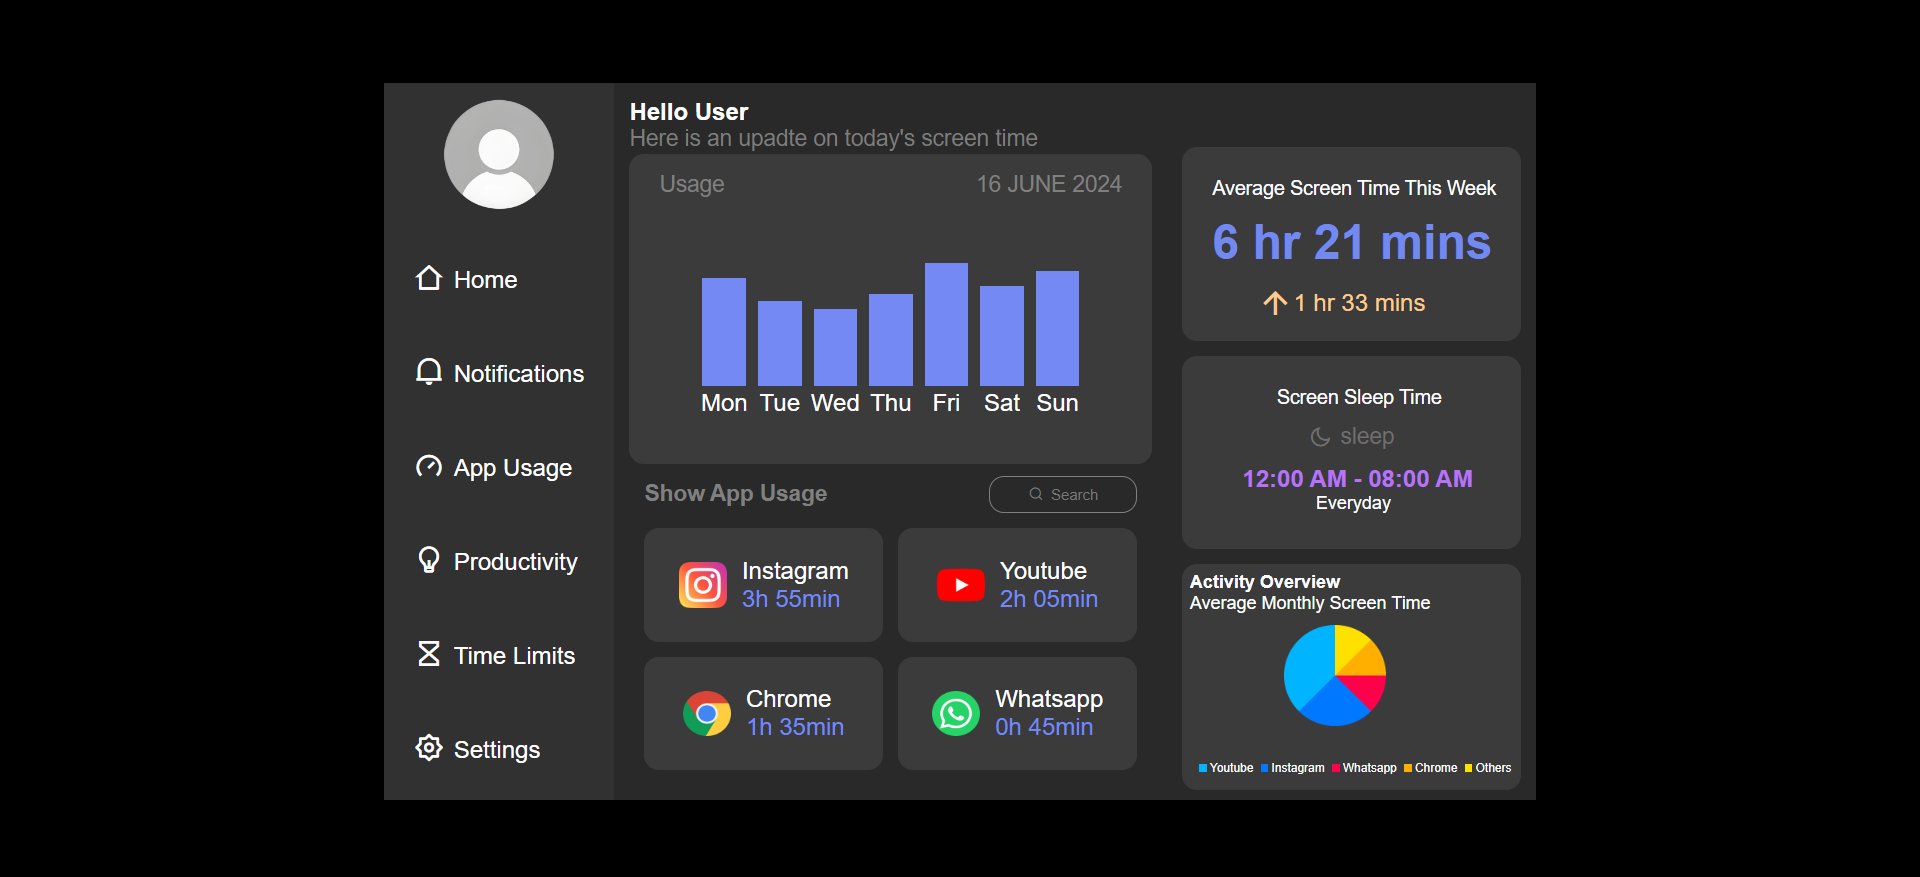 Home
Notifications
App Usage
Productivity
Time Limits
Settings
Hello User
Here is an upadte on today's screen time
Usage
16 JUNE 2024
Mon Tue Wed Thu Fri Sat Sun
Show App Usage
Search
Instagram
3h 55min
Youtube
2h 05min
Chrome
1h 35min
Whatsapp
0h 45min
Average Screen Time This Week
6 hr 21 mins
1 hr 33 mins
Screen Sleep Time
sleep
12:00 AM - 08:00 AM
Everyday
Activity Overview
Average Monthly Screen Time
Youtube Instagram Whatsapp Chrome Others